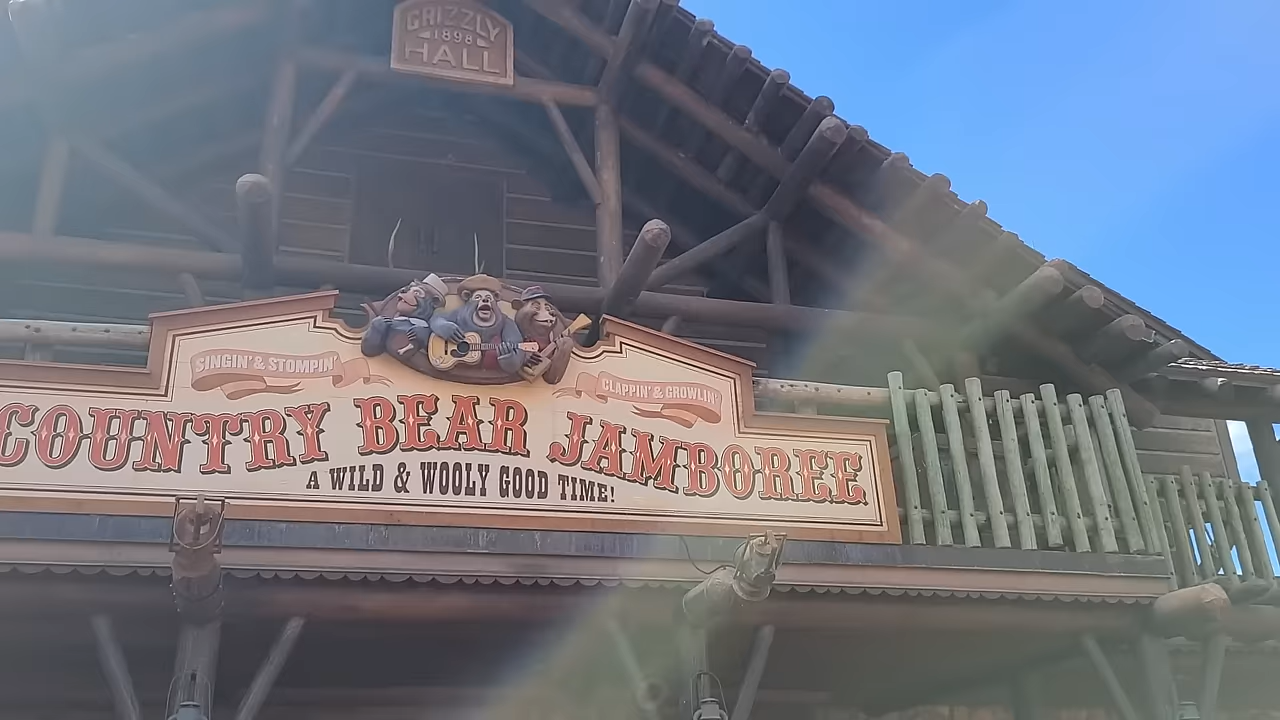 GRIZZLY
1898
HALL
SINGIN' & STOMPIN'
CLAPPIN' & GROWLIN'
COUNTRY BEAR JAMBOREE
A WILD & WOOLY GOOD TIME!